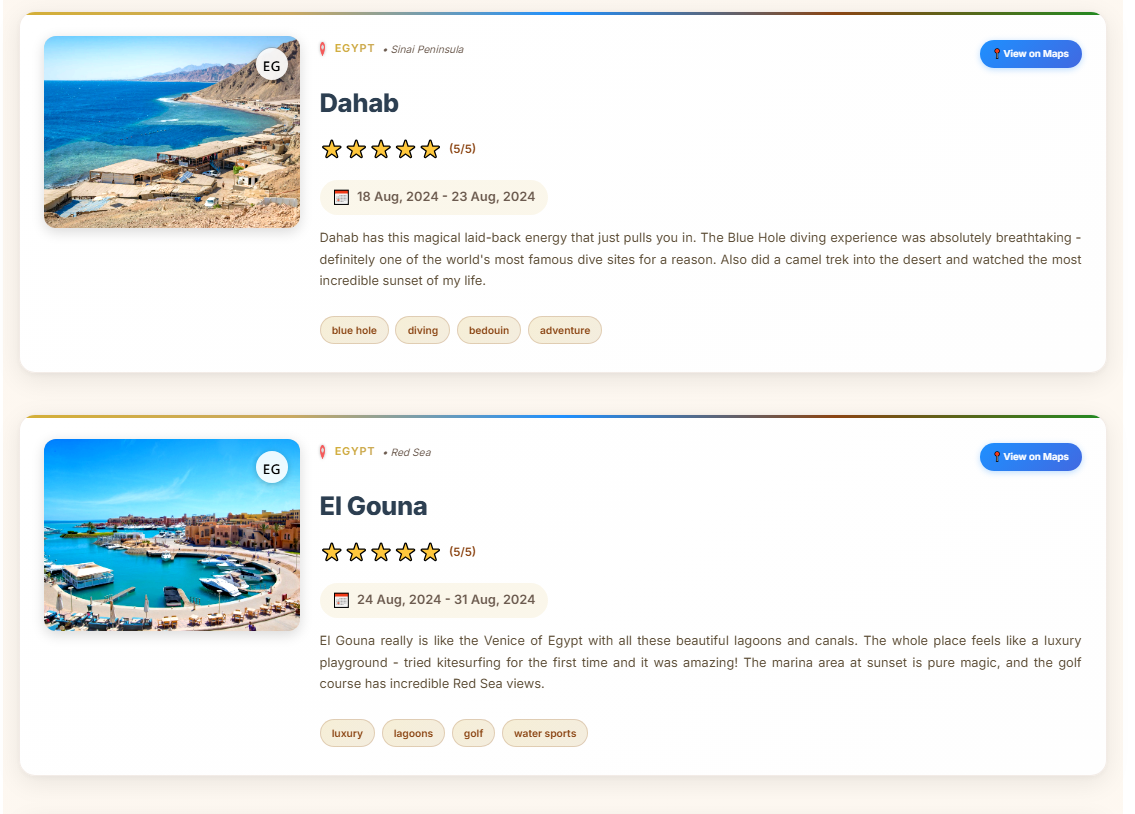 EG
EGYPT • Sinai Peninsula
View on Maps
Dahab
(5/5)
18 Aug, 2024 - 23 Aug, 2024
Dahab has this magical laid-back energy that just pulls you in. The Blue Hole diving experience was absolutely breathtaking -
definitely one of the world's most famous dive sites for a reason. Also did a camel trek into the desert and watched the most
incredible sunset of my life.
blue hole diving bedouin adventure
EG
EGYPT • Red Sea
View on Maps
El Gouna
(5/5)
24 Aug, 2024 - 31 Aug, 2024
El Gouna really is like the Venice of Egypt with all these beautiful lagoons and canals. The whole place feels like a luxury
playground - tried kitesurfing for the first time and it was amazing! The marina area at sunset is pure magic, and the golf
course has incredible Red Sea views.
luxury lagoons golf water sports